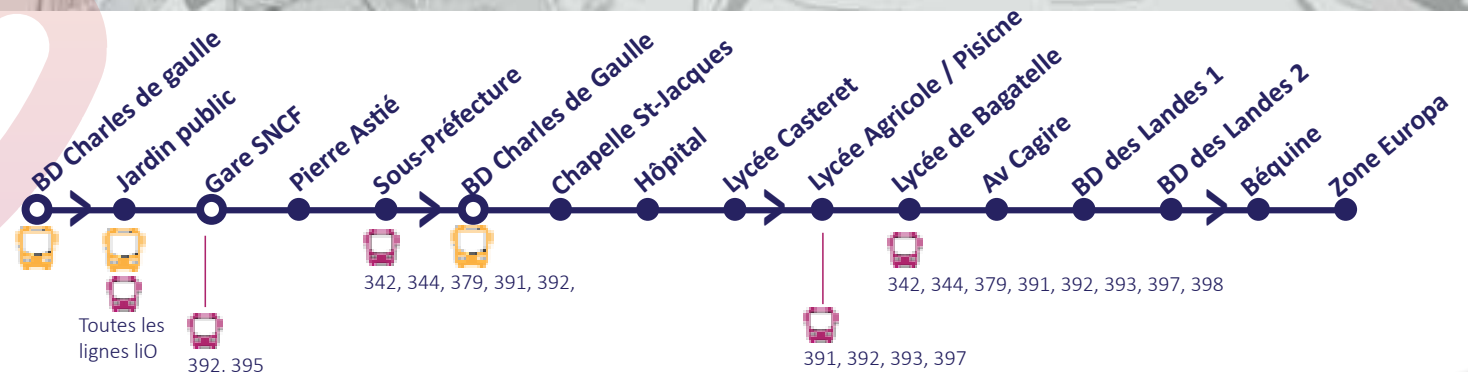 BD Charles de gaulle
Jardin public
Gare SNCF
Pierre Astié
Sous-Préfecture
BD Charles de Gaulle
Chapelle St-Jacques
Hôpital
Lycée Casteret
Lycée Agricole / Pisicne
Lycée de Bagatelle
Av Cagire
BD des Landes 1
BD des Landes 2
Béquine
Zone Europa
Toutes les
lignes liO
392, 395
342, 344, 379, 391, 392,
391, 392, 393, 397
342, 344, 379, 391, 392, 393, 397, 398